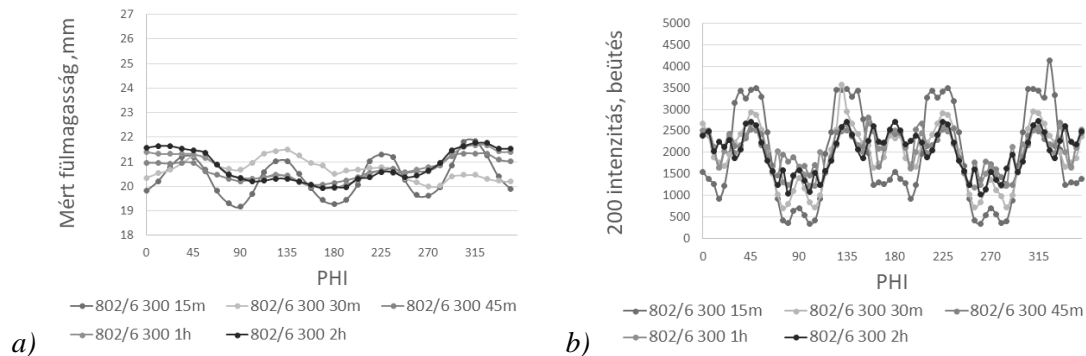 27
26
25
24
23
22
21
20
19
18
Mért fülmagasság ,mm
0 45 90 135 180 225 270 315
PHI
802/6 300 15m 802/6 300 30m 802/6 300 45m
802/6 300 1h 802/6 300 2h
a)
5000
4500
4000
3500
3000
2500
2000
1500
1000
500
0
200 intenzitás, beütés
0 45 90 135 180 225 270 315
PHI
802/6 300 15m 802/6 300 30m 802/6 300 45m
802/6 300 1h 802/6 300 2h
b)